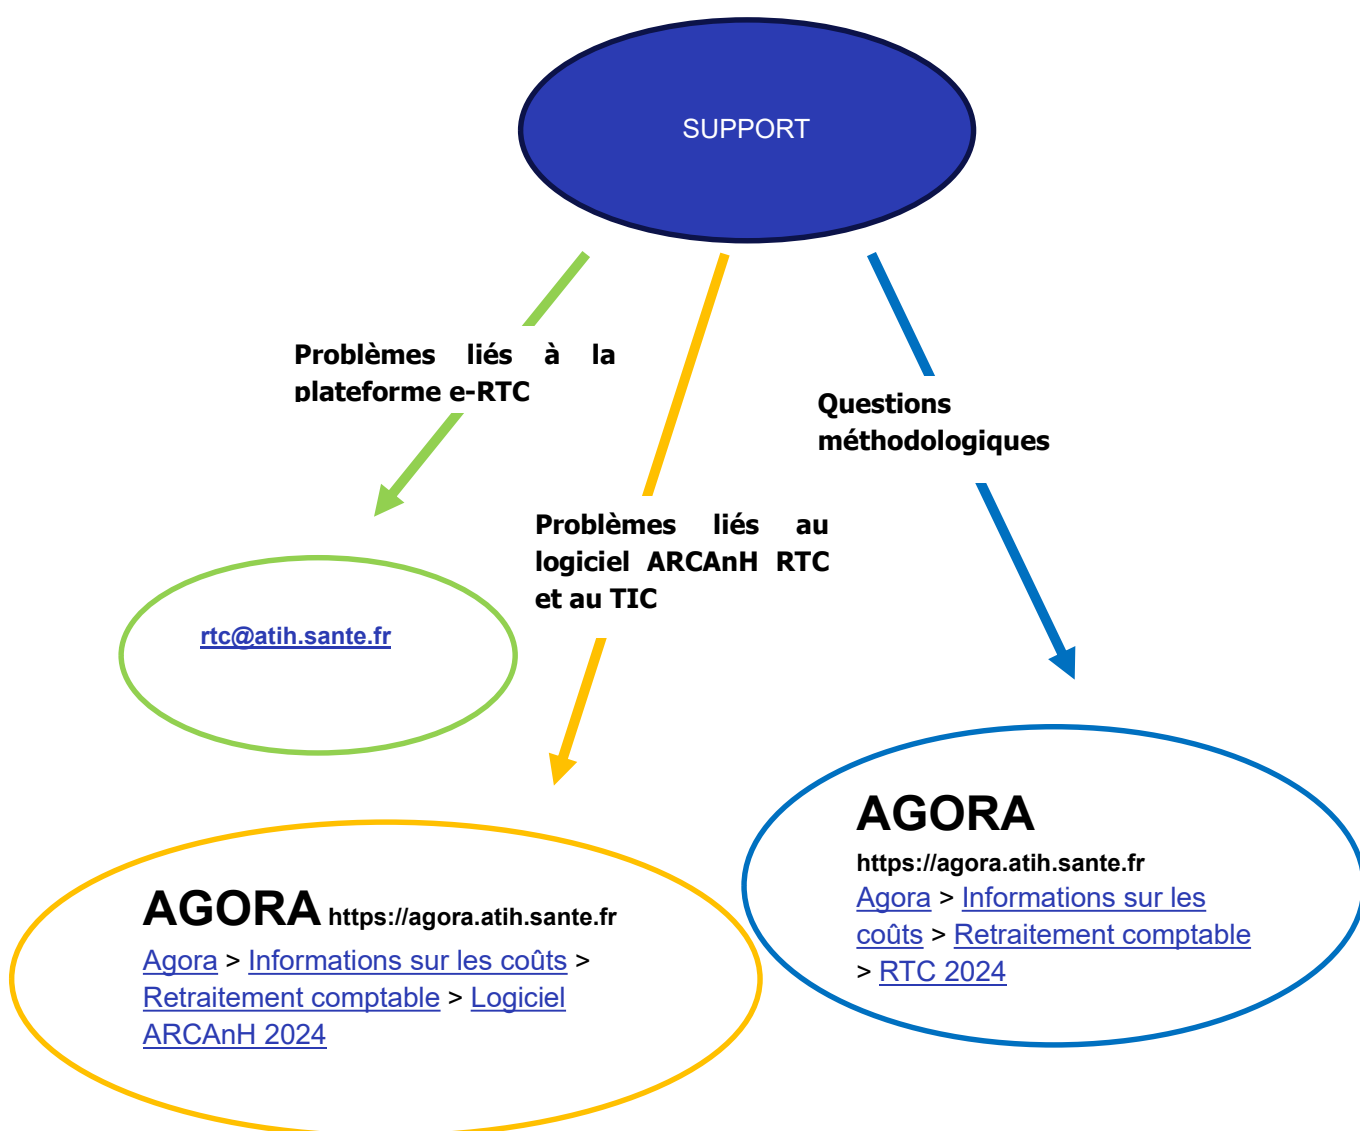 SUPPORT
Problèmes liés à la
plateforme e-RTC
Questions
méthodologiques
Problèmes liés au
logiciel ARCAnH RTC
et au TIC
rtc@atih.sante.fr
AGORA
https://agora.atih.sante.fr
Agora > Informations sur les
coûts > Retraitement comptable
> RTC 2024
AGORA https://agora.atih.sante.fr
Agora > Informations sur les coûts >
Retraitement comptable > Logiciel
ARCAnH 2024